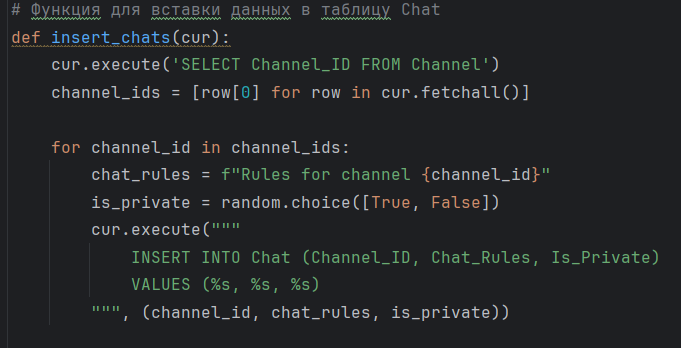 # Функция для вставки данных в таблицу Chat
def insert_chats(cur):
    cur.execute('SELECT Channel_ID FROM Channel')
    channel_ids = [row[0] for row in cur.fetchall()]

    for channel_id in channel_ids:
        chat_rules = f"Rules for channel {channel_id}"
        is_private = random.choice([True, False])
        cur.execute("""
            INSERT INTO Chat (Channel_ID, Chat_Rules, Is_Private)
            VALUES (%s, %s, %s)
        """, (channel_id, chat_rules, is_private))